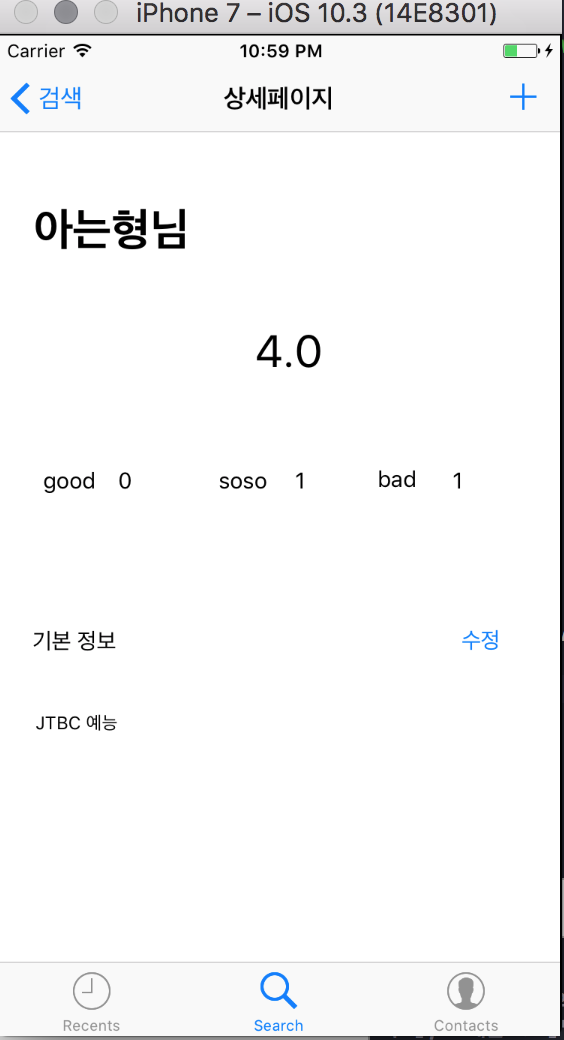 iPhone 7 – iOS 10.3 (14E8301)
Carrier 10:59 PM
검색 상세페이지
아는형님
4.0
good 0 soso 1 bad 1
기본 정보 수정
JTBC 예능
Recents Search Contacts